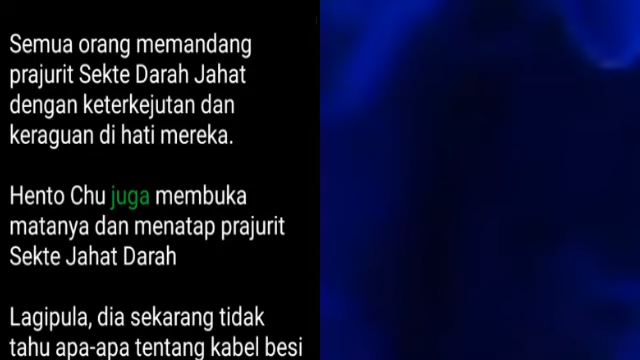 Semua orang memandang
prajurit Sekte Darah Jahat
dengan keterkejutan dan
keraguan di hati mereka.
Hento Chu juga membuka
matanya dan menatap prajurit
Sekte Jahat Darah
Lagipula, dia sekarang tidak
tahu apa-apa tentang kabel besi